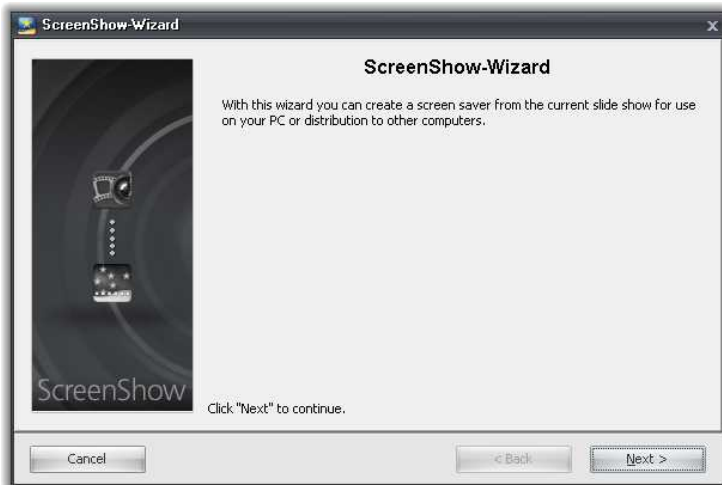 ScreenShow-Wizard
x
ScreenShow-Wizard
With this wizard you can create a screen saver from the current slide show for use
on your PC or distribution to other computers.
ScreenShow
Click "Next" to continue.
Cancel
< Back
Next >